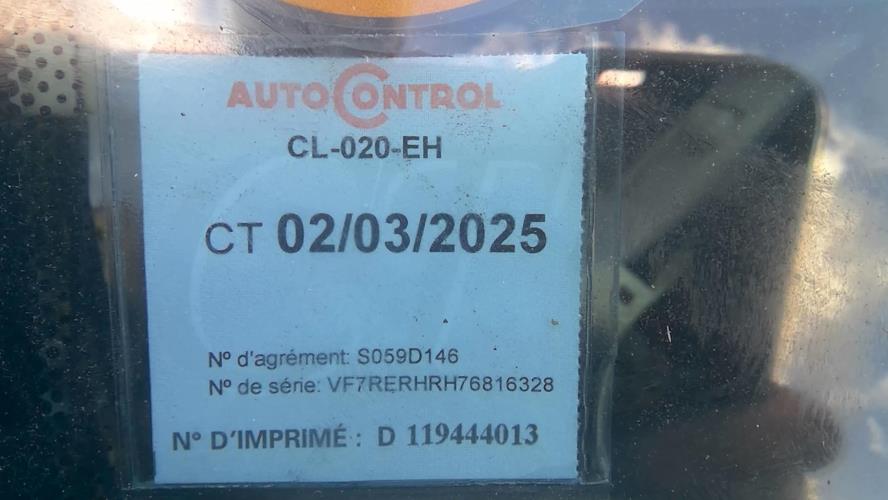 AUTOCONTROL
CL-020-EH
CT 02/03/2025
Nº d'agrément: S059D146
Nº de série: VF7RERHRH76816328
N° D'IMPRIMÉ : D 119444013